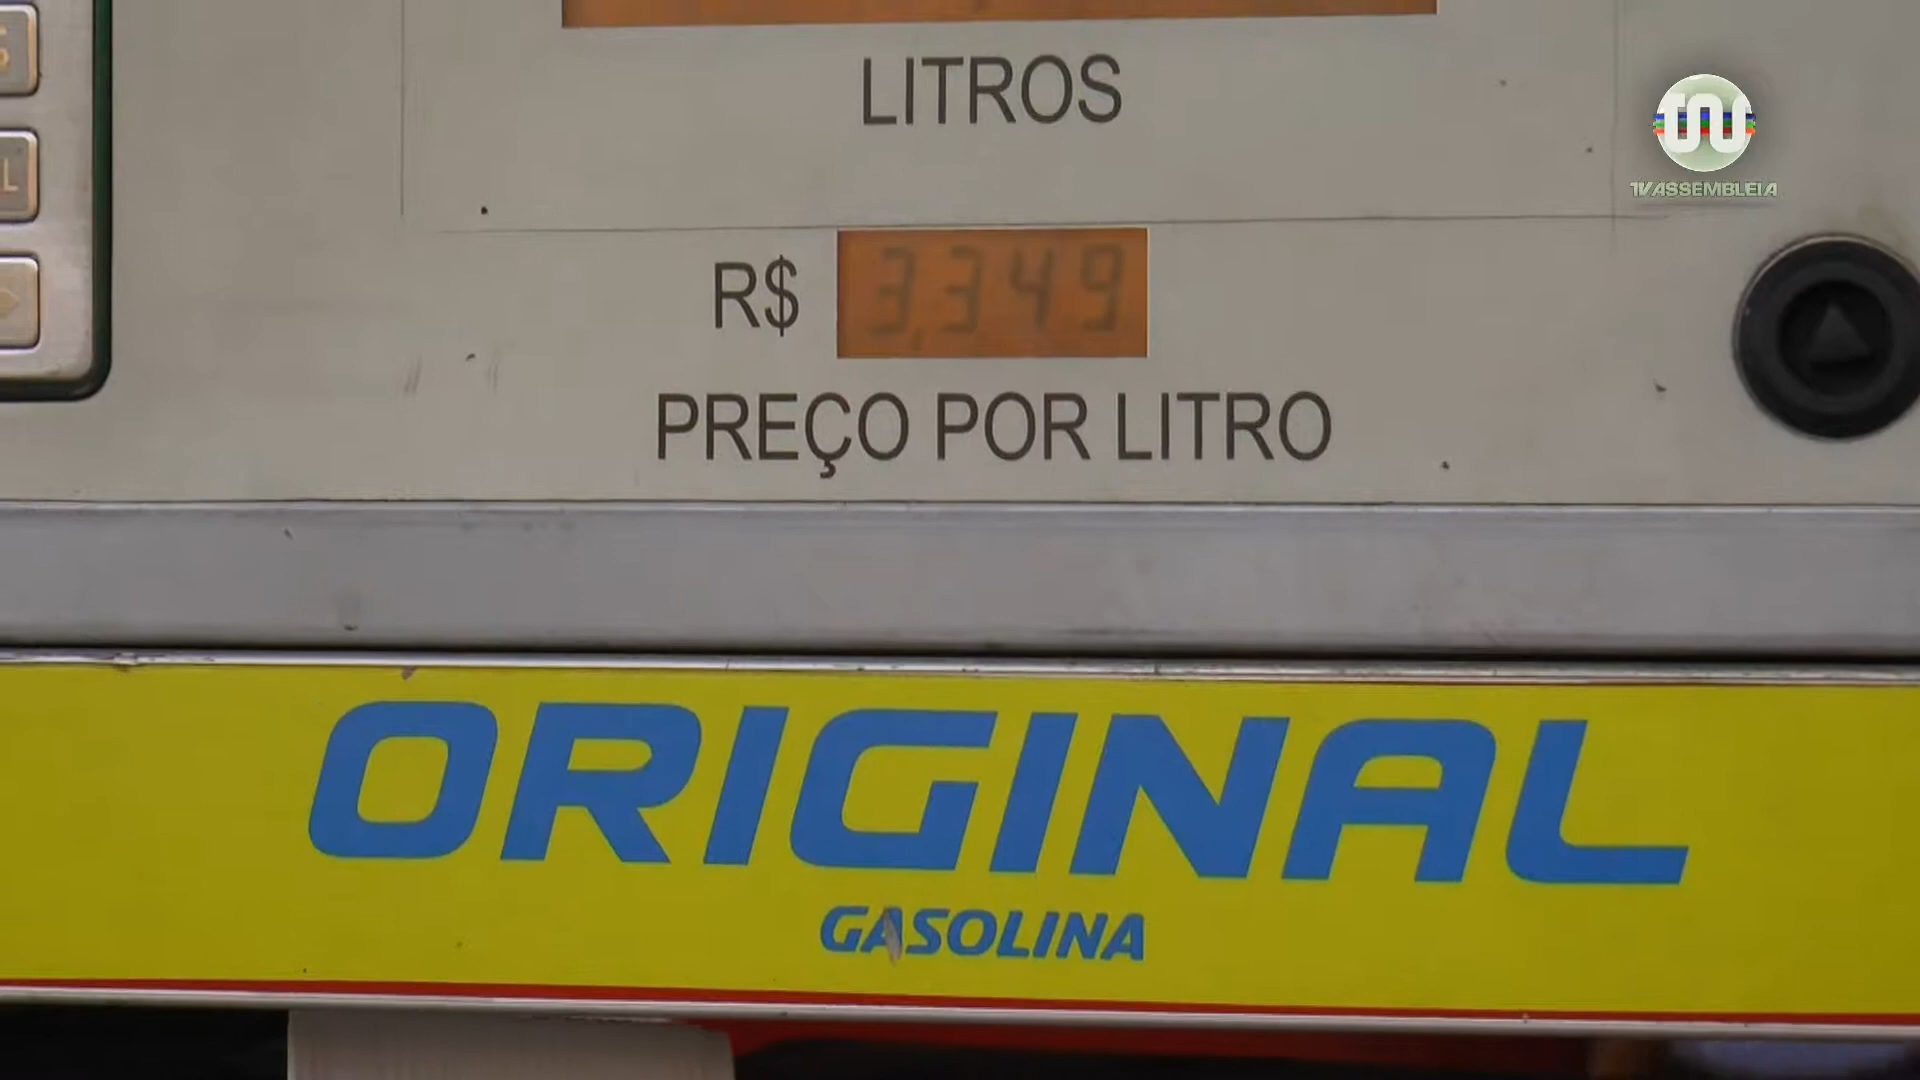 LITROS
TVASSEMBLEIA
R$ 3,349
PREÇO POR LITRO
ORIGINAL
GASOLINA